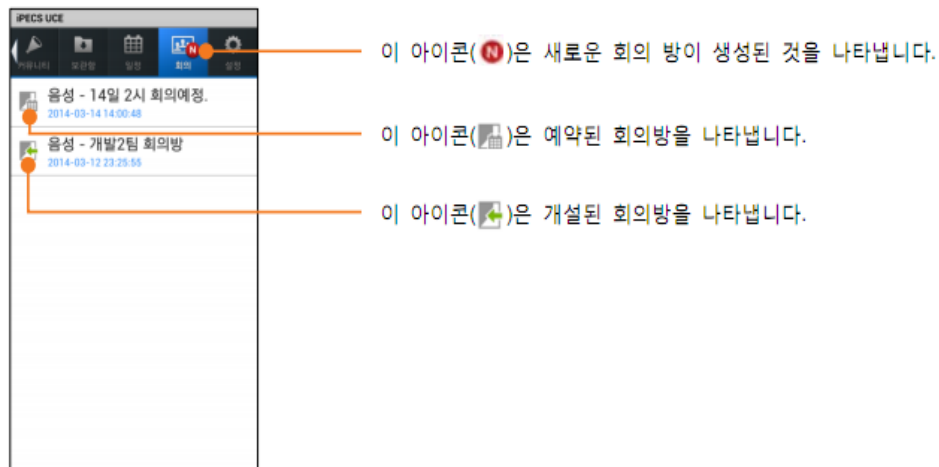 iPECS UCE
커뮤니티 보관함 일정 회의 설정
N
음성 - 14일 2시 회의예정.
2014-03-14 14:00:48
음성 - 개발2팀 회의방
2014-03-12 23:25:55
이 아이콘( N )은 새로운 회의 방이 생성된 것을 나타냅니다.
이 아이콘( )은 예약된 회의방을 나타냅니다.
이 아이콘( )은 개설된 회의방을 나타냅니다.